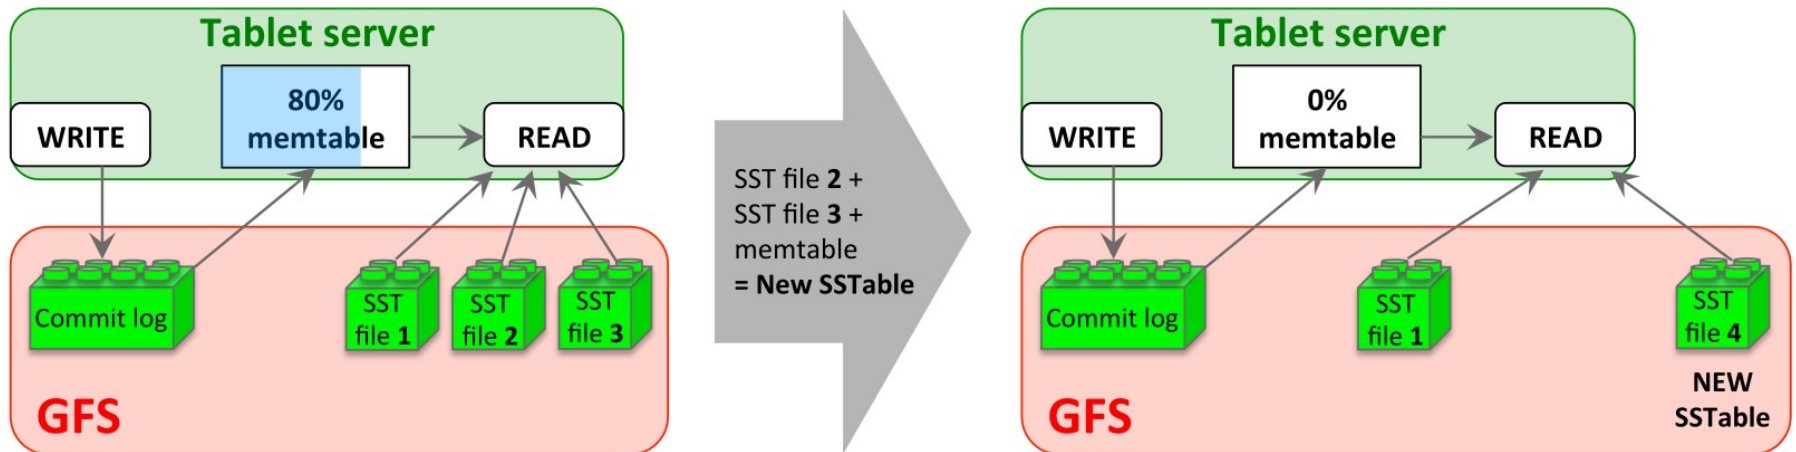 Tablet server
80%
memtable
WRITE
READ
Commit log
SST
file 1
SST
file 2
SST
file 3
GFS
SST file 2 +
SST file 3 +
memtable
= New SSTable
Tablet server
0%
memtable
WRITE
READ
Commit log
SST
file 1
SST
file 4
NEW
SSTable
GFS